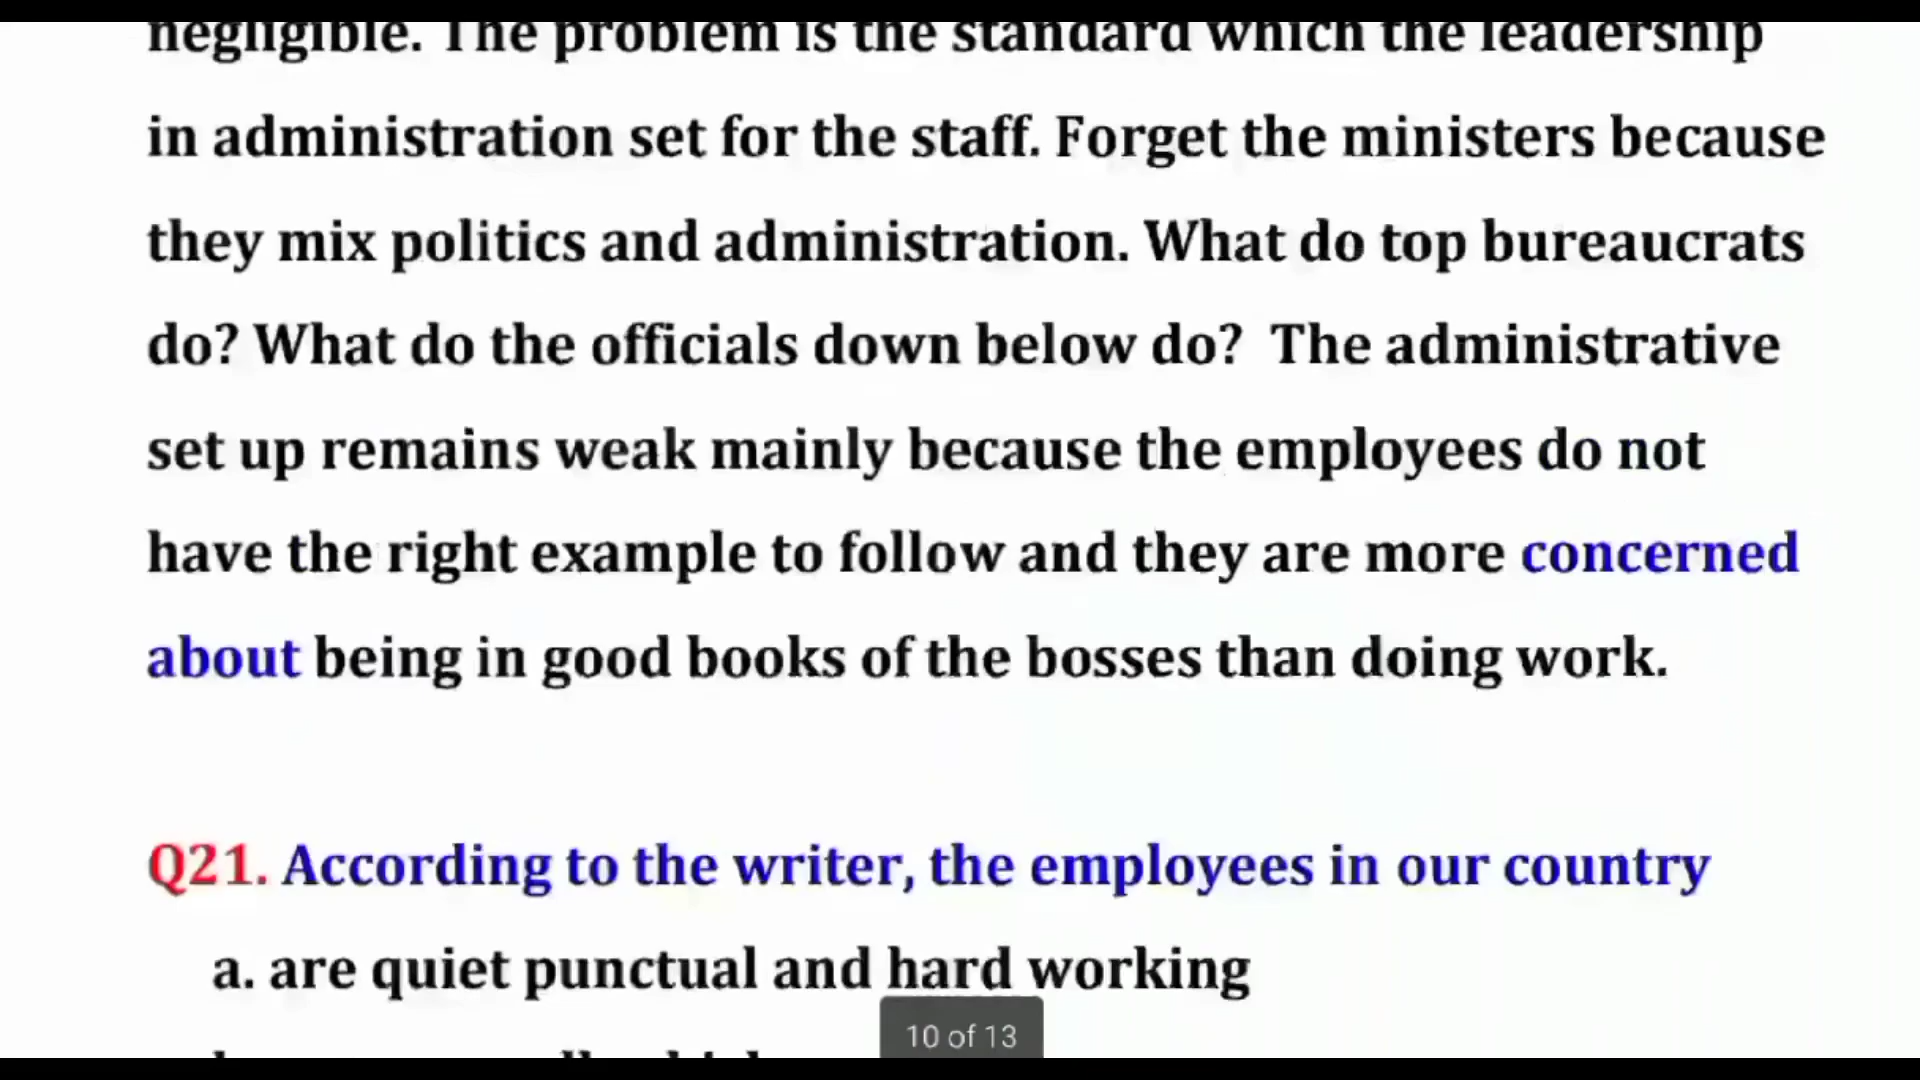 negligible. The problem is the standard which the leadership
in administration set for the staff. Forget the ministers because
they mix politics and administration. What do top bureaucrats
do? What do the officials down below do? The administrative
set up remains weak mainly because the employees do not
have the right example to follow and they are more concerned
about being in good books of the bosses than doing work.
Q21. According to the writer, the employees in our country
a. are quiet punctual and hard working
10 of 13